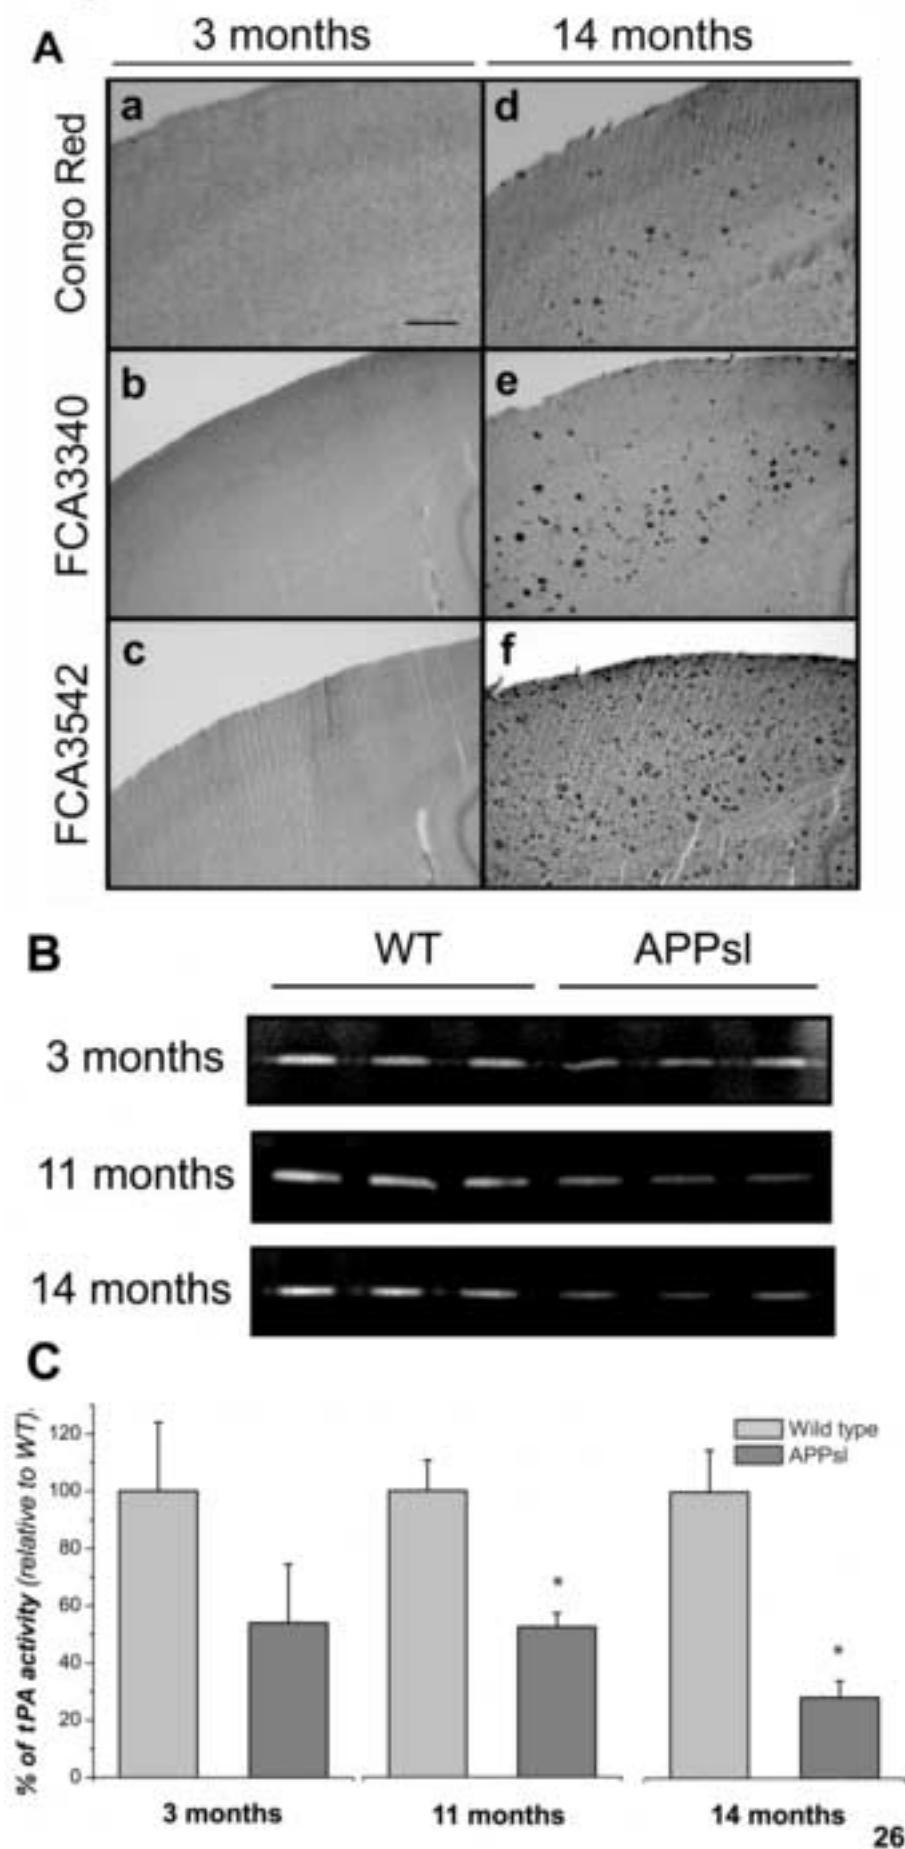 A
3 months 14 months
Congo Red
a
d
FCA3340
b
e
FCA3542
c
f
B
WT APPsl
3 months
11 months
14 months
C
% of tPA activity (relative to WT).
120
100
80
60
40
20
0
Wild type
APPsl
*
*
3 months 11 months 14 months
26